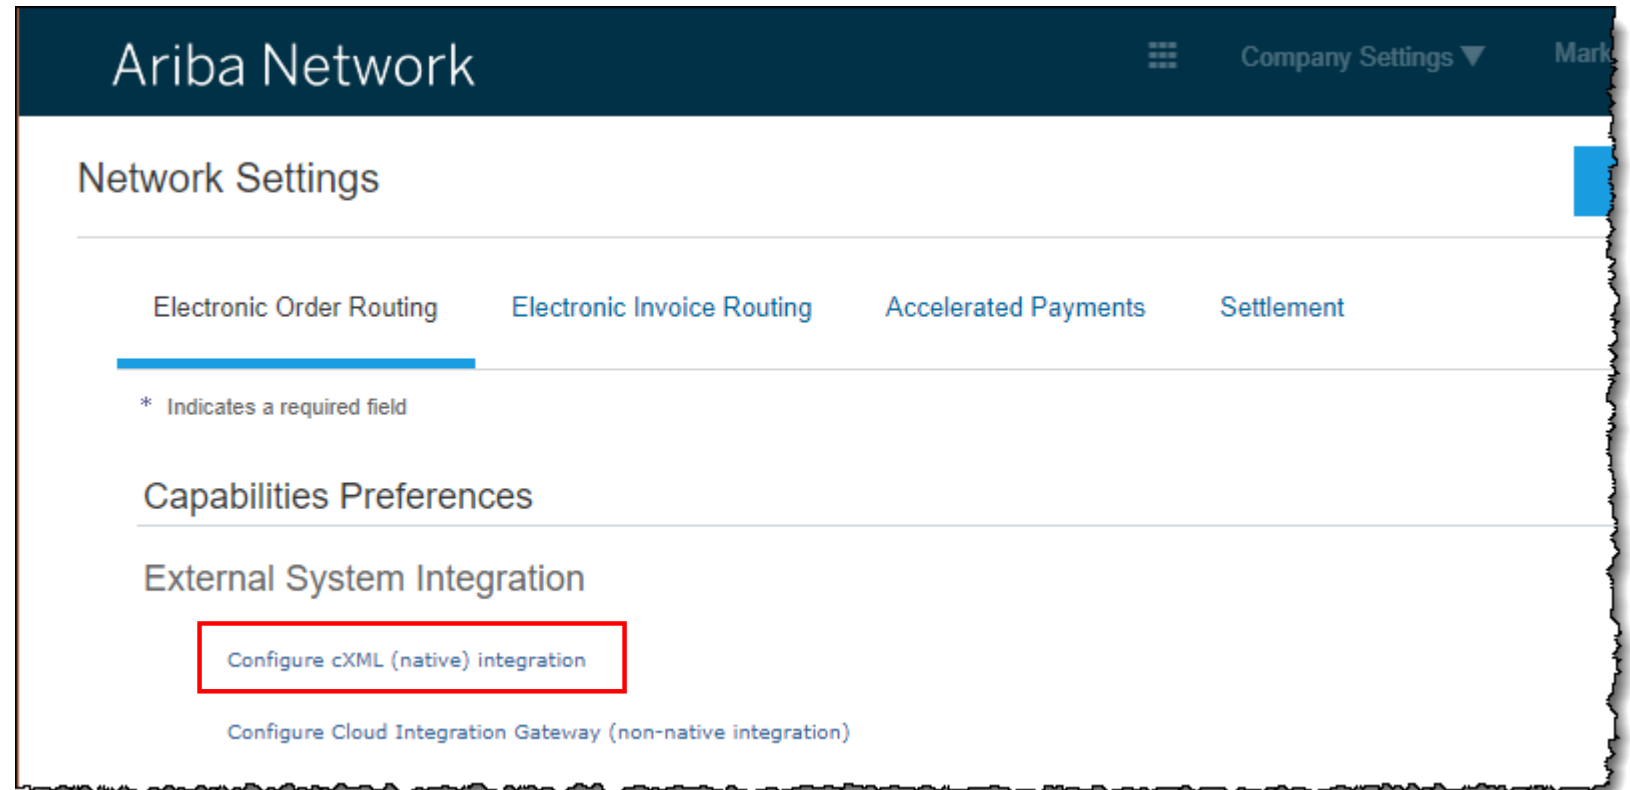 Ariba Network
Company Settings ▼ Mark
Network Settings
Electronic Order Routing Electronic Invoice Routing Accelerated Payments Settlement
* Indicates a required field
Capabilities Preferences
External System Integration
Configure cXML (native) integration
Configure Cloud Integration Gateway (non-native integration)